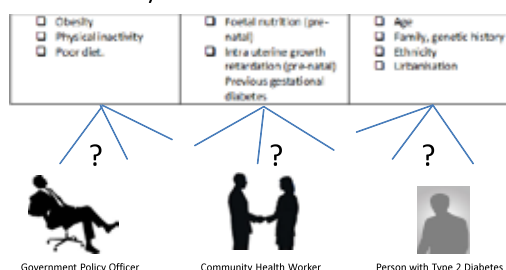 Obesity
Physical inactivity
Poor diet.
Foetal nutrition (pre-
natal)
Intra uterine growth
retardation (pre-natal)
Previous gestational
diabetes
Age
Family, genetic history
Ethnicity
Urbanisation
?
?
?
Government Policy Officer
Community Health Worker
Person with Type 2 Diabetes